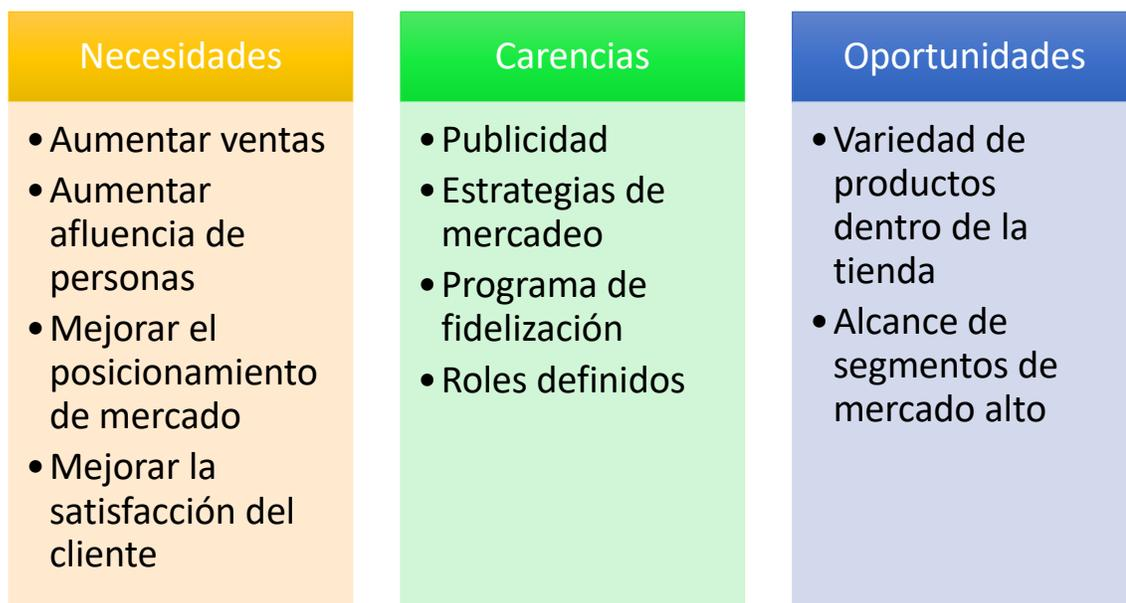 Necesidades
• Aumentar ventas
• Aumentar
afluencia de
personas
• Mejorar el
posicionamiento
de mercado
• Mejorar la
satisfacción del
cliente
Carencias
• Publicidad
• Estrategias de
mercadeo
• Programa de
fidelización
• Roles definidos
Oportunidades
• Variedad de
productos
dentro de la
tienda
• Alcance de
segmentos de
mercado alto